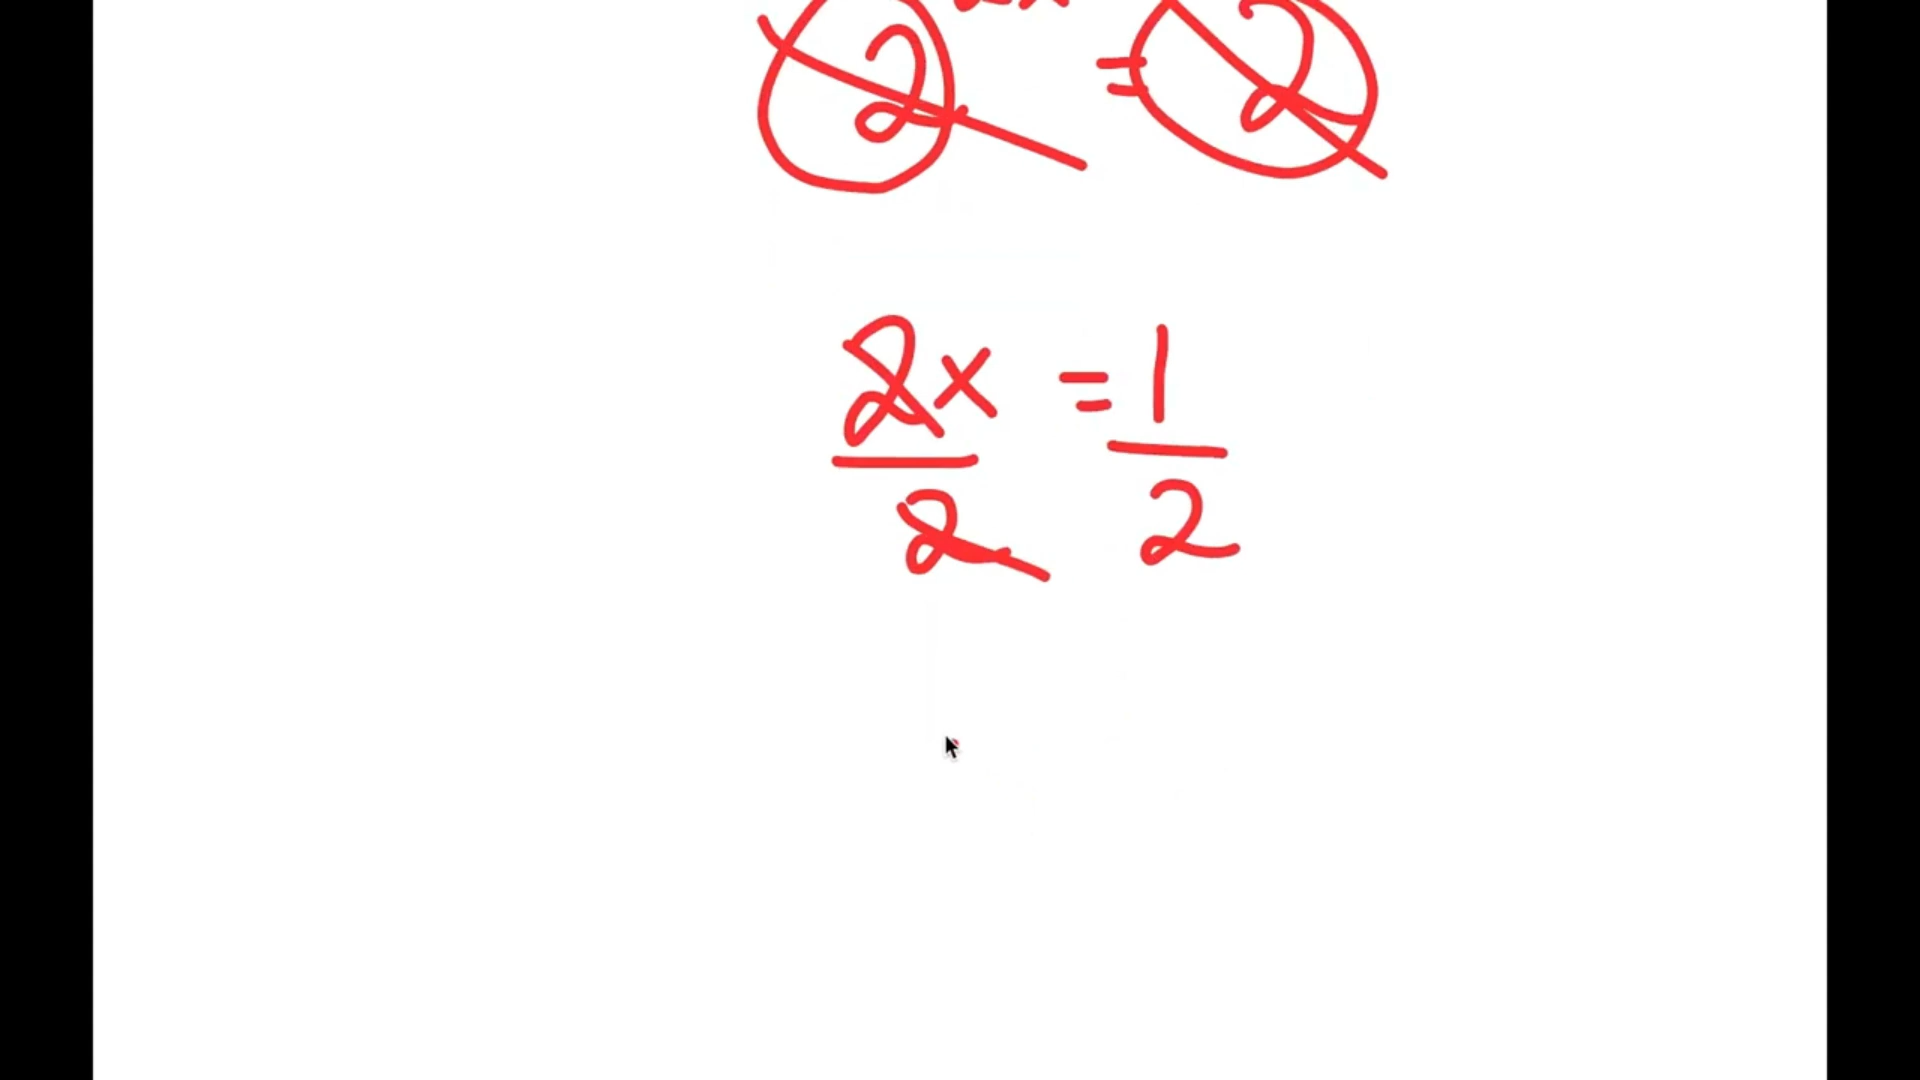 2 = 2
2x = 1
2 2